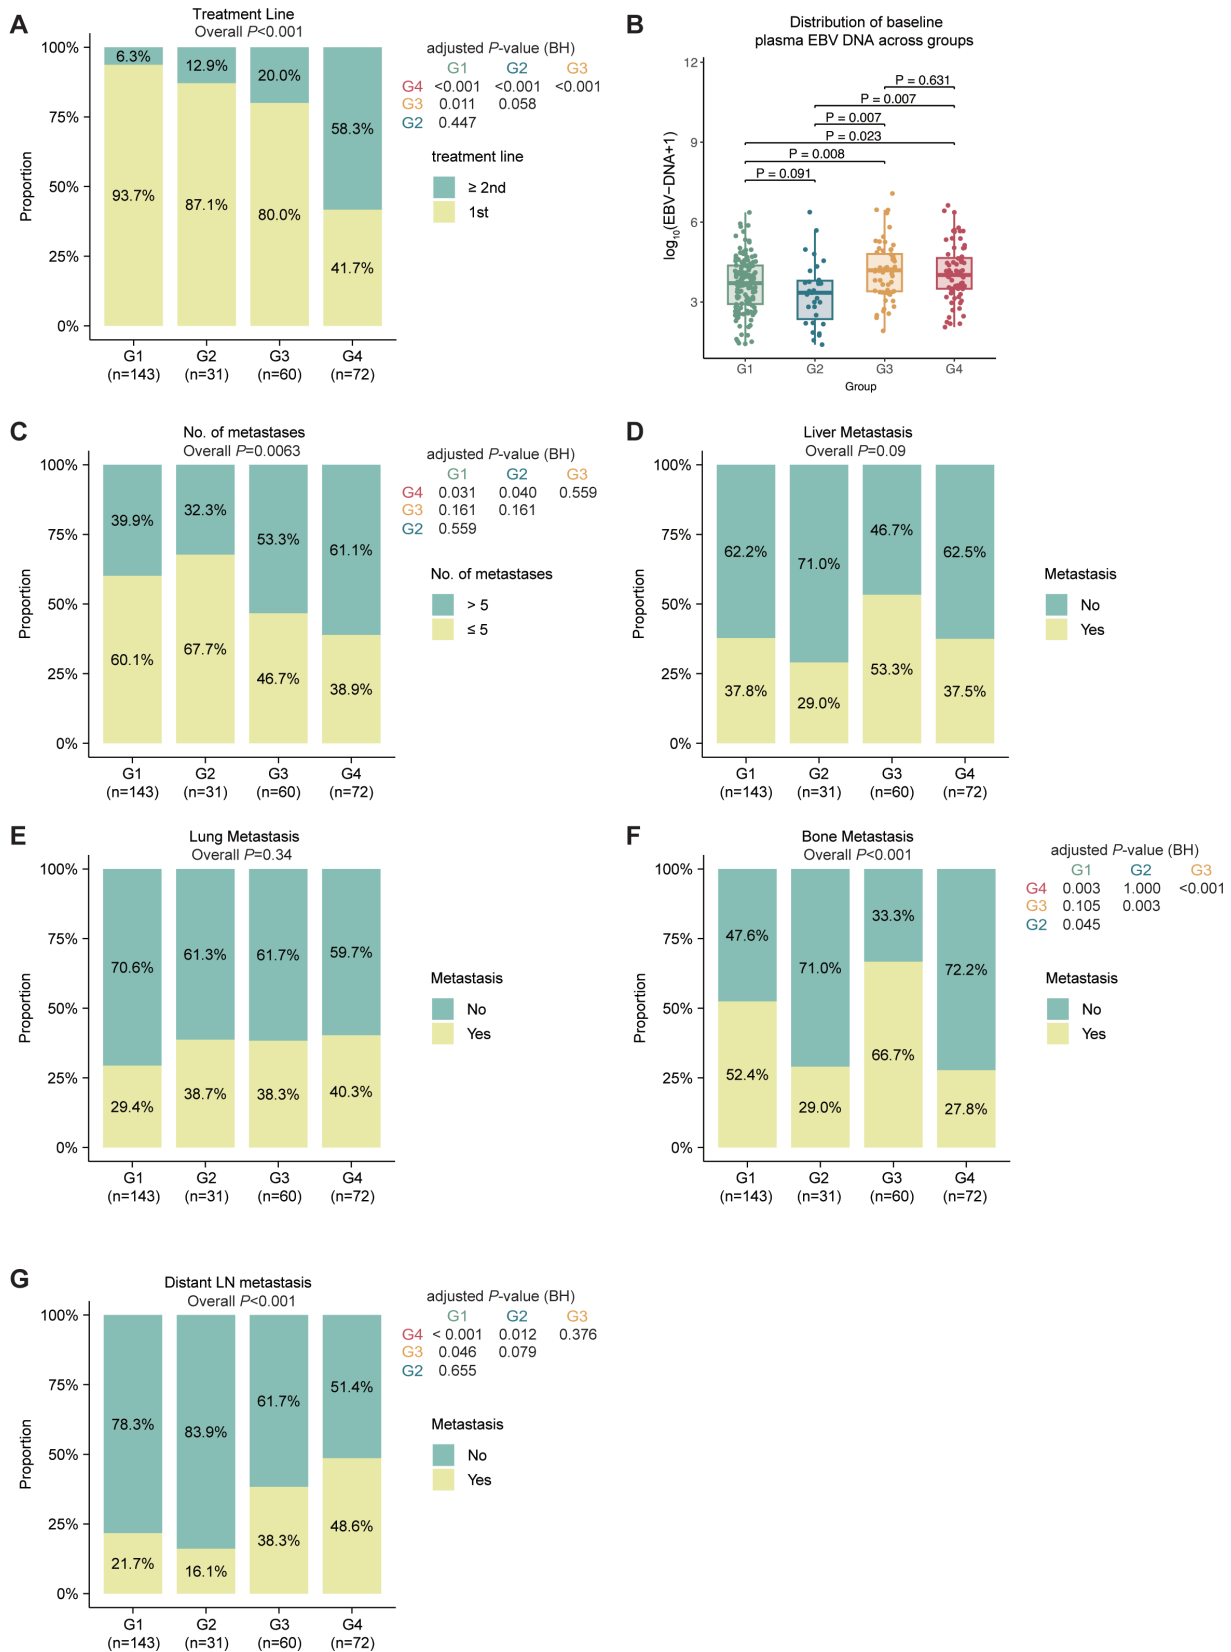 A
Treatment Line
Overall P<0.001
100%
75%
50%
25%
0%
Proportion
6.3%
12.9%
20.0%
58.3%
93.7%
87.1%
80.0%
41.7%
G1
(n=143)
G2
(n=31)
G3
(n=60)
G4
(n=72)
adjusted P-value (BH)
G1 G2 G3
G4 <0.001 <0.001 <0.001
G3 0.011 0.058
G2 0.447
treatment line
≥ 2nd
1st
B
Distribution of baseline
plasma EBV DNA across groups
12
9
6
3
log10(EBV−DNA+1)
P = 0.631
P = 0.007
P = 0.007
P = 0.023
P = 0.008
P = 0.091
G1 G2 G3 G4
Group
C
No. of metastases
Overall P=0.0063
100%
75%
50%
25%
0%
Proportion
39.9%
32.3%
53.3%
61.1%
60.1%
67.7%
46.7%
38.9%
G1
(n=143)
G2
(n=31)
G3
(n=60)
G4
(n=72)
adjusted P-value (BH)
G1 G2 G3
G4 0.031 0.040 0.559
G3 0.161 0.161
G2 0.559
No. of metastases
> 5
≤ 5
D
Liver Metastasis
Overall P=0.09
100%
75%
50%
25%
0%
Proportion
62.2%
71.0%
46.7%
62.5%
37.8%
29.0%
53.3%
37.5%
G1
(n=143)
G2
(n=31)
G3
(n=60)
G4
(n=72)
Metastasis
No
Yes
E
Lung Metastasis
Overall P=0.34
100%
75%
50%
25%
0%
Proportion
70.6%
61.3%
61.7%
59.7%
29.4%
38.7%
38.3%
40.3%
G1
(n=143)
G2
(n=31)
G3
(n=60)
G4
(n=72)
Metastasis
No
Yes
F
Bone Metastasis
Overall P<0.001
100%
75%
50%
25%
0%
Proportion
47.6%
71.0%
33.3%
72.2%
52.4%
29.0%
66.7%
27.8%
G1
(n=143)
G2
(n=31)
G3
(n=60)
G4
(n=72)
adjusted P-value (BH)
G1 G2 G3
G4 0.003 1.000 <0.001
G3 0.105 0.003
G2 0.045
Metastasis
No
Yes
G
Distant LN metastasis
Overall P<0.001
100%
75%
50%
25%
0%
Proportion
78.3%
83.9%
61.7%
51.4%
21.7%
16.1%
38.3%
48.6%
G1
(n=143)
G2
(n=31)
G3
(n=60)
G4
(n=72)
adjusted P-value (BH)
G1 G2 G3
G4 < 0.001 0.012 0.376
G3 0.046 0.079
G2 0.655
Metastasis
No
Yes